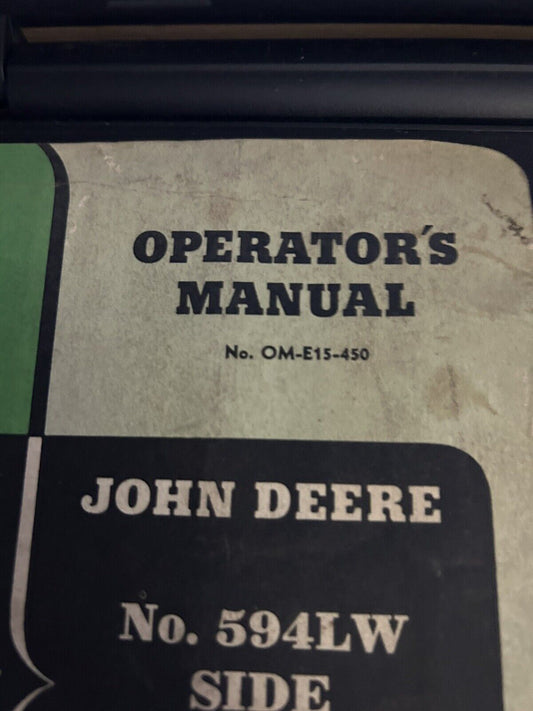 OPERATOR'S
MANUAL
No. OM-E15-450
JOHN DEERE
No. 594LW
SIDE